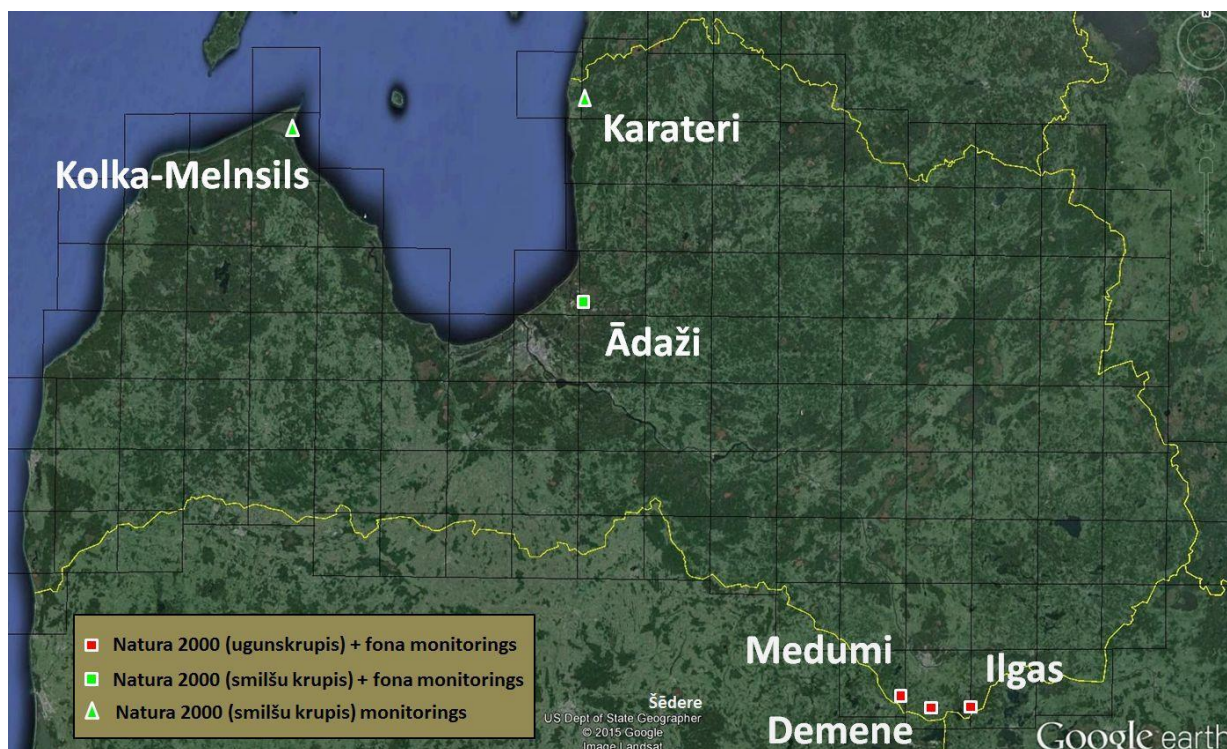 N
Karateri
Kolka-Melnsils
Ādaži
Natura 2000 (ugunskrupis) + fona monitorings
Natura 2000 (smilšu krupis) + fona monitorings
Natura 2000 (smilšu krupis) monitorings
Medumi
Ilgas
Demene
Šēdere
US Dept of State Geographer
© 2015 Google
Image Landsat
Google earth